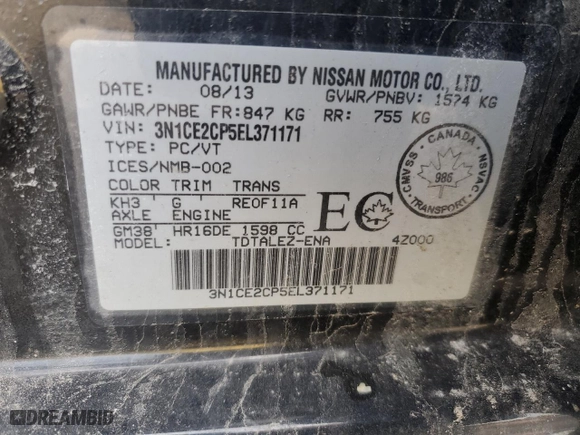 MANUFACTURED BY NISSAN MOTOR CO., LTD.
DATE: 08/13 GVWR/PNBV: 1574 KG
GAWR/PNBE FR: 847 KG RR: 755 KG
VIN: 3N1CE2CP5EL371171
TYPE: PC/VT
ICES/NMB-002
COLOR TRIM TRANS
KH3 G REOF11A
AXLE ENGINE
GM38 HR16DE 1598 CC
MODEL: TDTALEZ-ENA 4Z000
EC
CANADA
CMVSS 986 NSVAC
TRANSPORT
3N1CE2CP5EL371171
DREAMBID